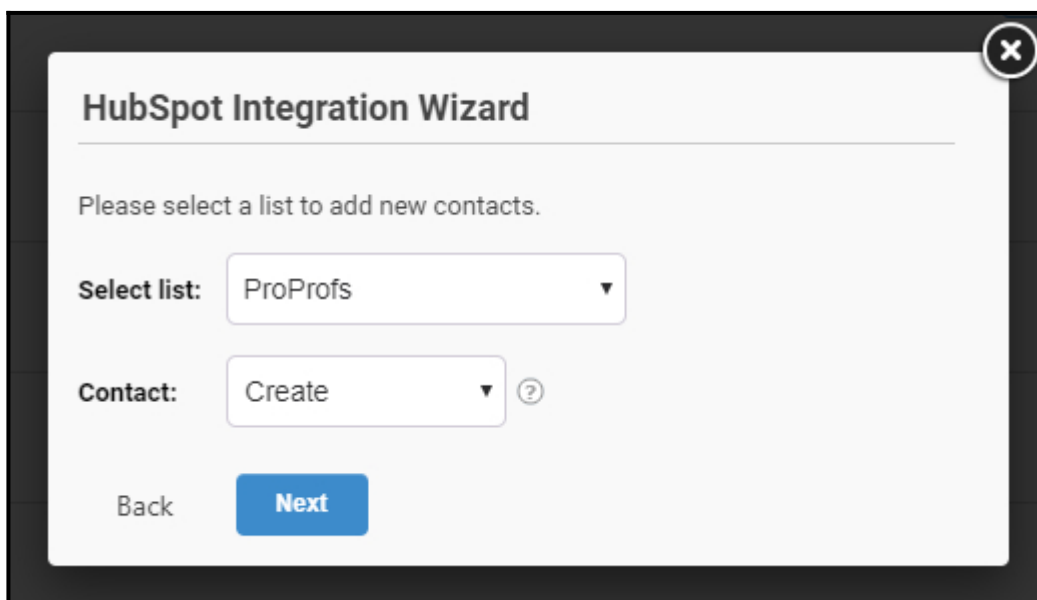 HubSpot Integration Wizard
Please select a list to add new contacts.
Select list: ProProfs
Contact: Create ?
Back Next